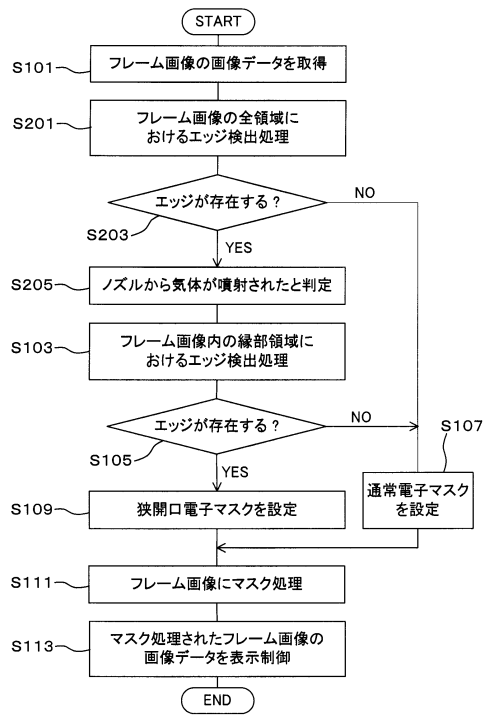 START
S101
フレーム画像の画像データを取得
S201
フレーム画像の全領域に
おけるエッジ検出処理
エッジが存在する?
NO
S203
YES
S205
ノズルから気体が噴射されたと判定
S103
フレーム画像内の縁部領域に
おけるエッジ検出処理
エッジが存在する?
NO
S107
S105
YES
通常電子マスク
を設定
S109
狭開口電子マスクを設定
S111
フレーム画像にマスク処理
S113
マスク処理されたフレーム画像の
画像データを表示制御
END